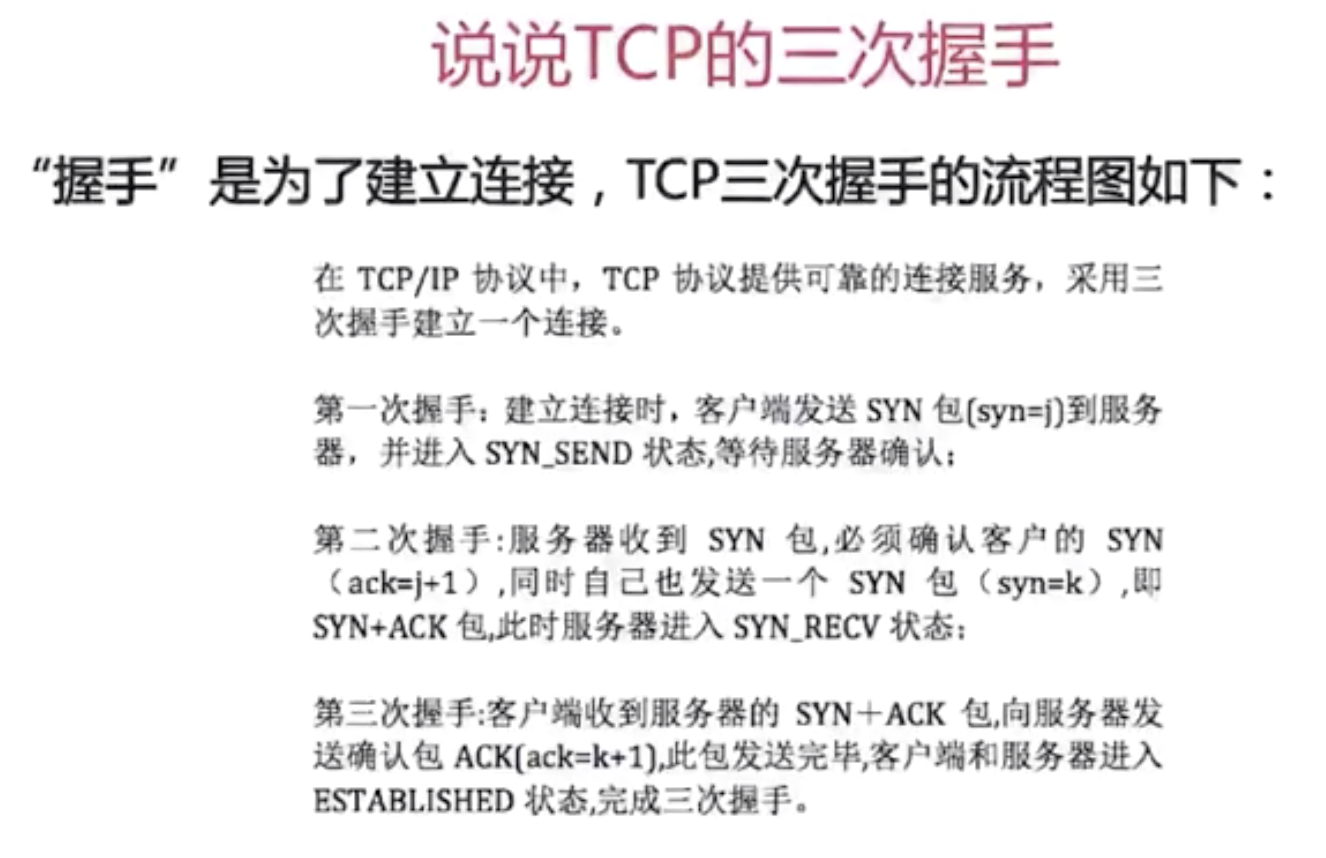 说说TCP的三次握手
“握手”是为了建立连接，TCP三次握手的流程图如下：
在 TCP/IP 协议中，TCP 协议提供可靠的连接服务，采用三
次握手建立一个连接。
第一次握手：建立连接时，客户端发送 SYN 包(syn=j)到服务
器，并进入 SYN_SEND 状态,等待服务器确认；
第二次握手:服务器收到 SYN 包,必须确认客户的 SYN
（ack=j+1）,同时自己也发送一个 SYN 包（syn=k）,即
SYN+ACK 包,此时服务器进入 SYN_RECV 状态；
第三次握手:客户端收到服务器的 SYN＋ACK 包,向服务器发
送确认包 ACK(ack=k+1),此包发送完毕,客户端和服务器进入
ESTABLISHED 状态,完成三次握手。